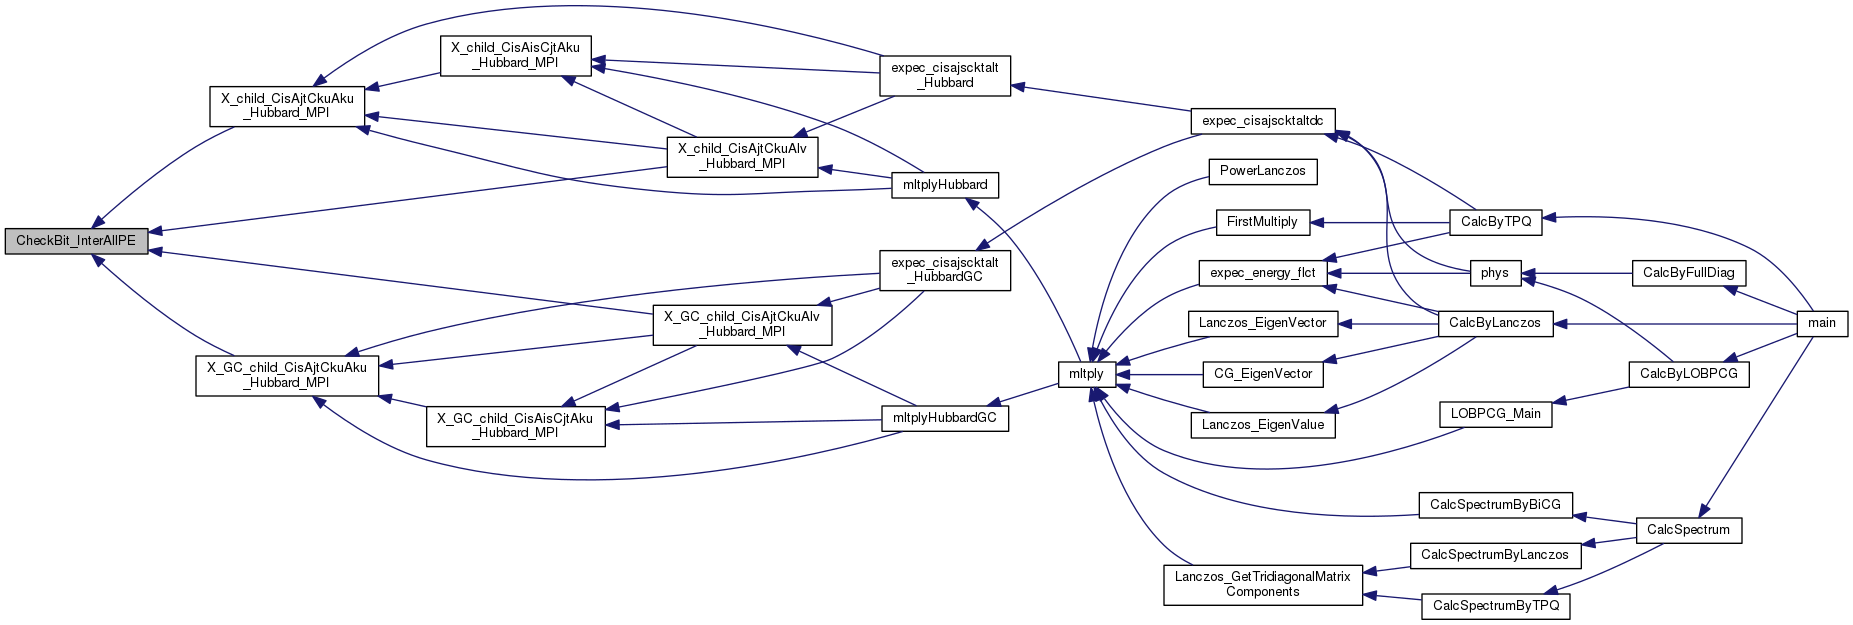 CheckBit_InterAllPE
X_child_CisAjtCkuAku
_Hubbard_MPI
X_GC_child_CisAjtCkuAku
_Hubbard_MPI
X_child_CisAisCjtAku
_Hubbard_MPI
X_child_CisAjtCkuAlv
_Hubbard_MPI
X_GC_child_CisAjtCkuAlv
_Hubbard_MPI
X_GC_child_CisAisCjtAku
_Hubbard_MPI
expec_cisajscktalt
_Hubbard
mltplyHubbard
expec_cisajscktalt
_HubbardGC
mltplyHubbardGC
mltply
expec_cisajscktaltdc
PowerLanczos
FirstMultiply
expec_energy_flct
Lanczos_EigenVector
CG_EigenVector
Lanczos_EigenValue
Lanczos_GetTridiagonalMatrix
Components
CalcByTPQ
phys
CalcByLanczos
LOBPCG_Main
CalcSpectrumByBiCG
CalcSpectrumByLanczos
CalcSpectrumByTPQ
CalcByFullDiag
CalcByLOBPCG
CalcSpectrum
main